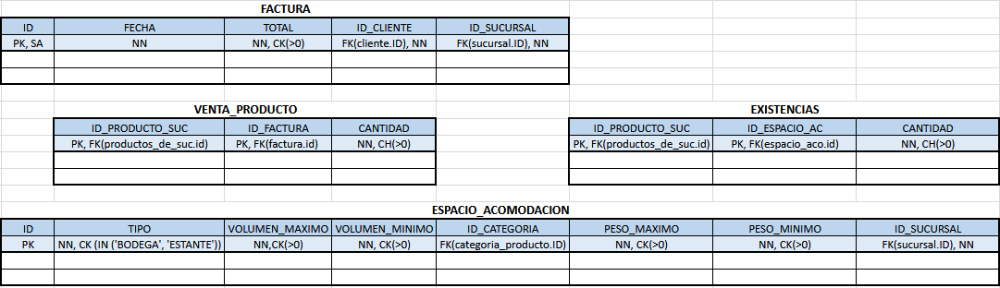 FACTURA
ID FECHA TOTAL ID_CLIENTE ID_SUCURSAL
PK, SA NN NN, CK(>0) FK(cliente.ID), NN FK(sucursal.ID), NN
VENTA_PRODUCTO EXISTENCIAS
ID_PRODUCTO_SUC ID_FACTURA CANTIDAD ID_PRODUCTO_SUC ID_ESPACIO_AC CANTIDAD
PK, FK(productos_de_suc.id) PK, FK(factura.id) NN, CH(>0) PK, FK(productos_de_suc.id) PK, FK(espacio_aco.id) NN, CH(>0)
ESPACIO_ACOMODACION
ID TIPO VOLUMEN_MAXIMO VOLUMEN_MINIMO ID_CATEGORIA PESO_MAXIMO PESO_MINIMO ID_SUCURSAL
PK NN, CK (IN ('BODEGA', 'ESTANTE')) NN,CK(>0) NN, CK(>0) FK(categoria_producto.ID) NN, CK(>0) NN, CK(>0) FK(sucursal.ID), NN